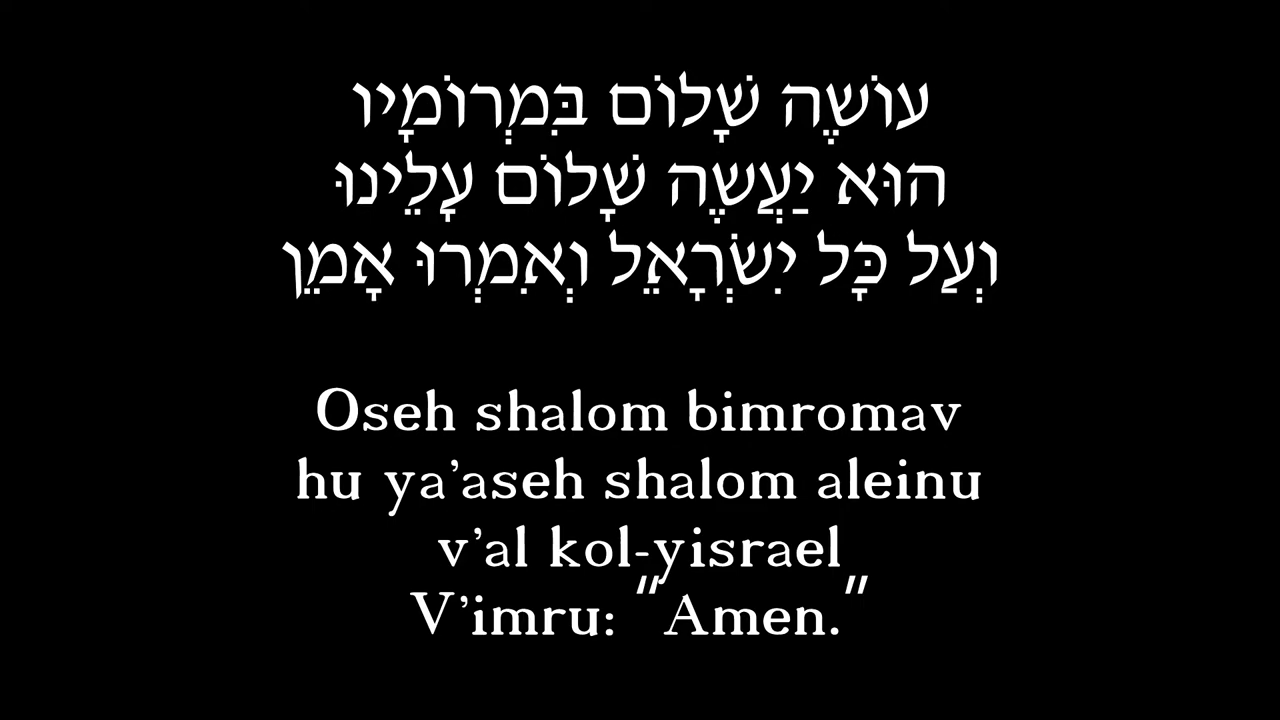 עוֹשֶׂה שָׁלוֹם בִּמְרוֹמָיו
הוּא יַעֲשֶׂה שָׁלוֹם עָלֵינוּ
וְעַל כָּל יִשְׂרָאֵל וְאִמְרוּ אָמֵן
Oseh shalom bimromav
hu ya’aseh shalom aleinu
v’al kol-yisrael
V’imru: "Amen."